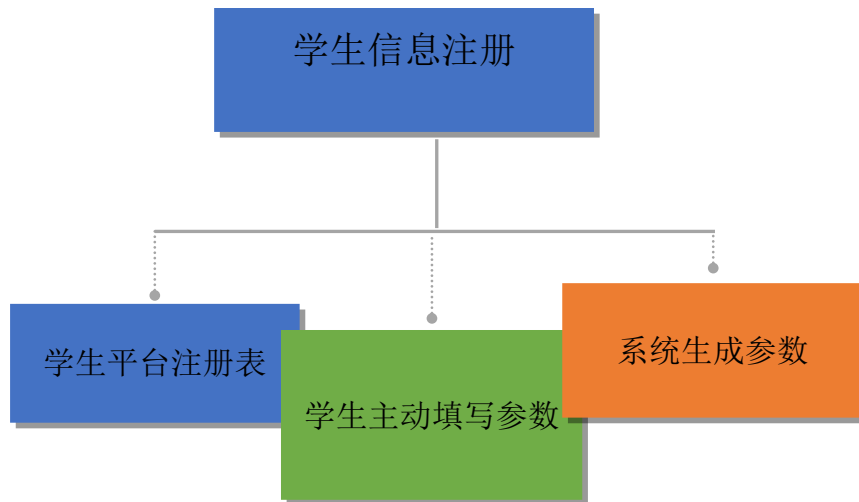 学生信息注册
学生平台注册表
学生主动填写参数
系统生成参数